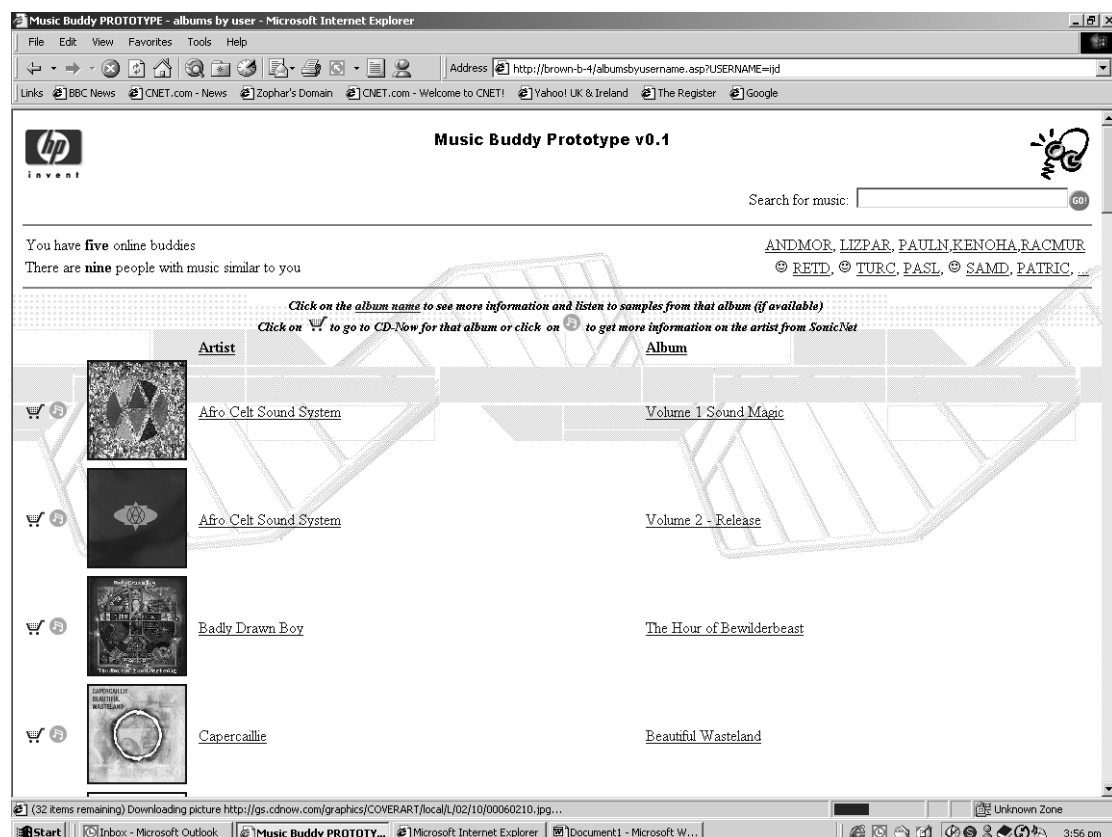 Music Buddy PROTOTYPE - albums by user - Microsoft Internet Explorer
File Edit View Favorites Tools Help
Address http://brown-b-4/albumsbyusername.asp?USERNAME=ijd
Links BBC News CNET.com - News Zophar's Domain CNET.com - Welcome to CNET! Yahoo! UK & Ireland The Register Google
hp
invent
Music Buddy Prototype v0.1
Search for music: GO!
You have five online buddies
ANDMOR, LIZPAR, PAULN,KENOHA,RACMUR
There are nine people with music similar to you
RETD, TURC, PASL, SAMD, PATRIC, ...
Click on the album name to see more information and listen to samples from that album (if available)
Click on to go to CD-Now for that album or click on to get more information on the artist from SonicNet
Artist Album
Afro Celt Sound System Volume 1 Sound Magic
Afro Celt Sound System Volume 2 - Release
Badly Drawn Boy The Hour of Bewilderbeast
CAPERCAILLIE
BEAUTIFUL
WASTELAND
Capercaillie Beautiful Wasteland
(32 items remaining) Downloading picture http://gs.cdnow.com/graphics/COVERART/local/L/02/10/00060210.jpg...
Unknown Zone
Start Inbox - Microsoft Outlook Music Buddy PROTOTY... Microsoft Internet Explorer Document1 - Microsoft W... 3:56 pm